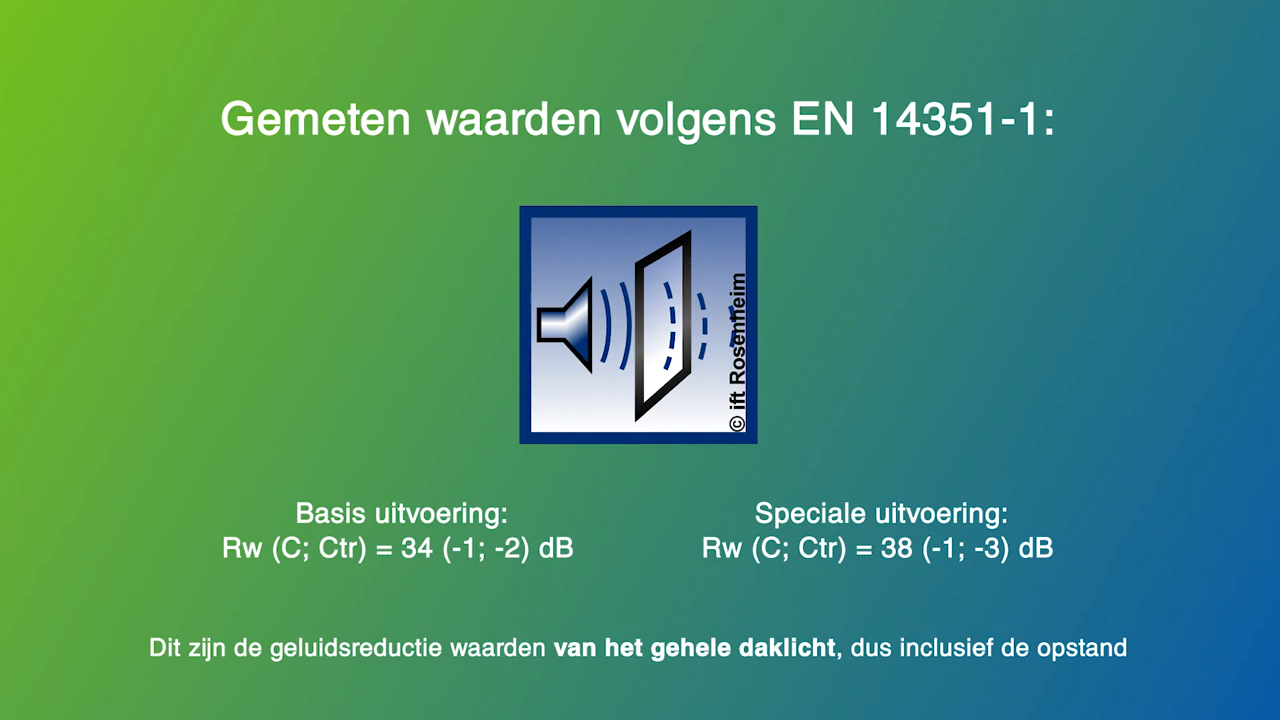 Gemeten waarden volgens EN 14351-1:
© ift Rosenheim
Basis uitvoering:
Rw (C; Ctr) = 34 (-1; -2) dB
Speciale uitvoering:
Rw (C; Ctr) = 38 (-1; -3) dB
Dit zijn de geluidsreductie waarden van het gehele daklicht, dus inclusief de opstand